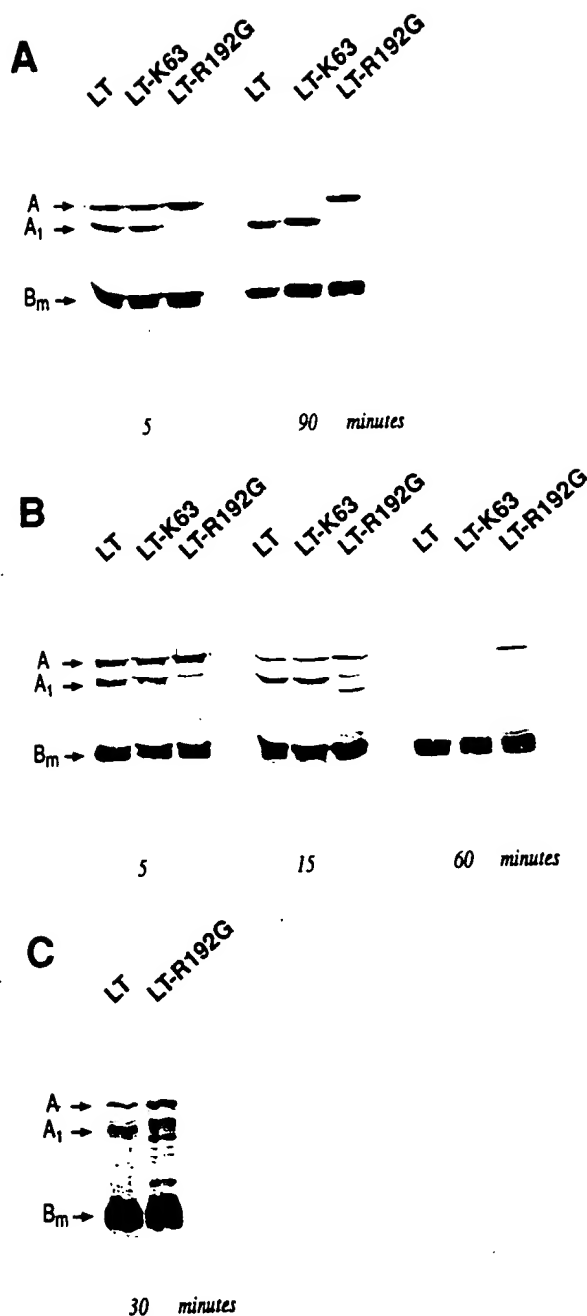 A
LT LT-K63 LT-R192G LT LT-K63 LT-R192G
A
A1
Bm
5 90 minutes
B
LT LT-K63 LT-R192G LT LT-K63 LT-R192G LT LT-K63 LT-R192G
A
A1
Bm
5 15 60 minutes
C
LT LT-R192G
A
A1
Bm
30 minutes